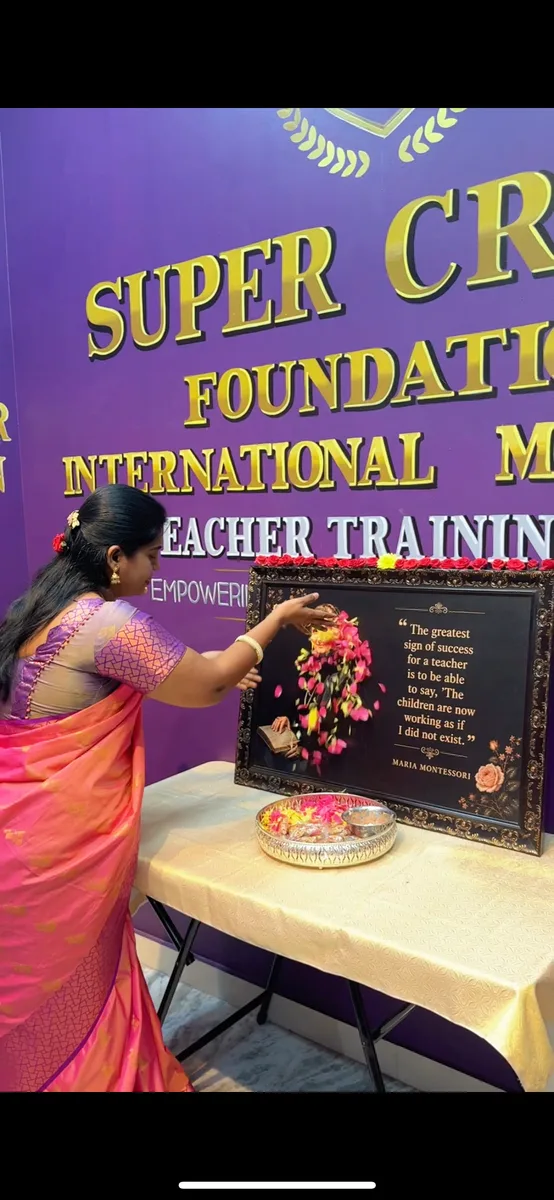 SUPER CR
FOUNDATI
INTERNATIONAL M
TEACHER TRAININ
EMPOWERI
“ The greatest
sign of success
for a teacher
is to be able
to say, 'The
children are now
working as if
I did not exist. ”
MARIA MONTESSORI
R
N